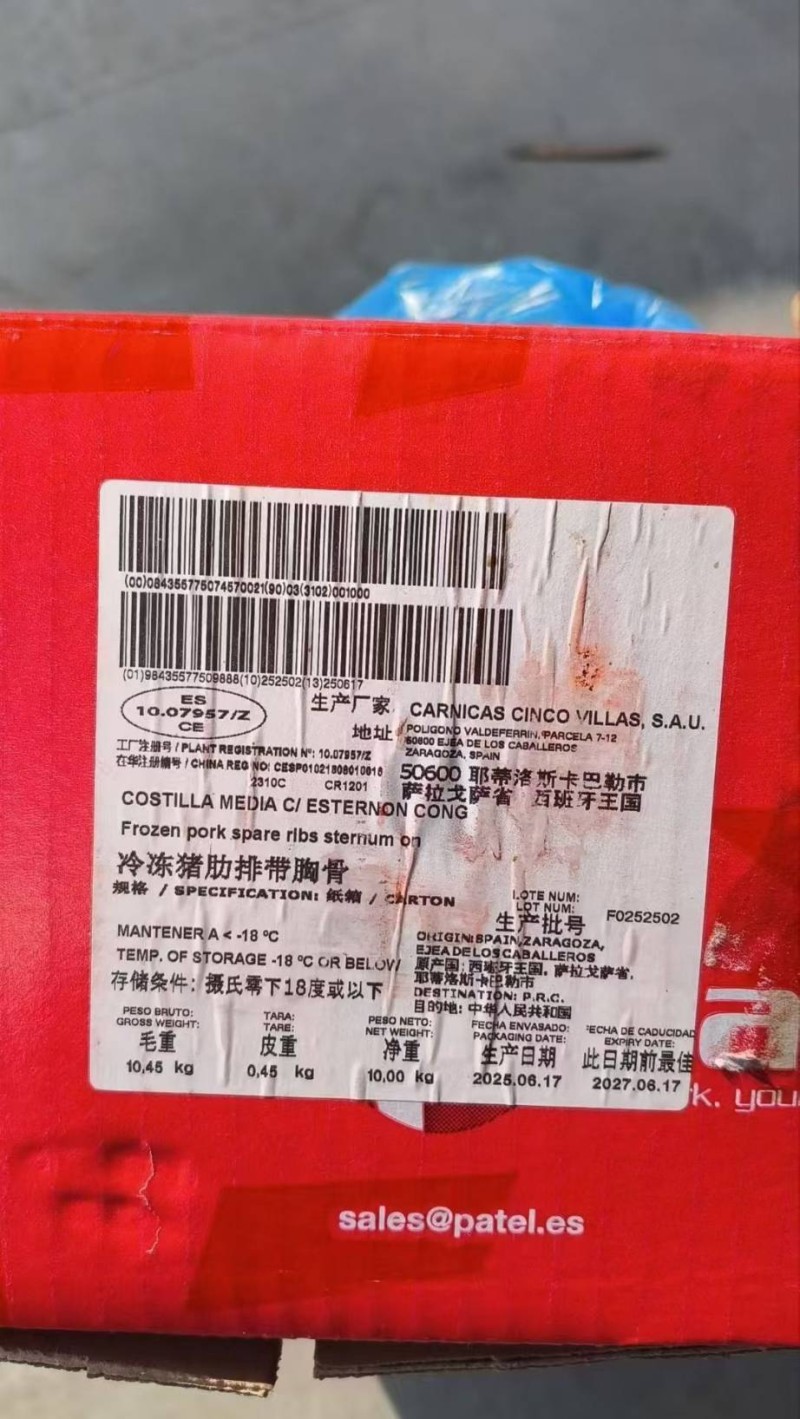 (00)084355775074570021(90)03(3102)001000
(01)98435577509888(10)252502(13)250617
ES
10.07957/Z
CE
生产厂家 CARNICAS CINCO VILLAS, S.A.U.
地址 POLIGONO VALDEFERRIN, PARCELA 7-12
50600 EJEA DE LOS CABALLEROS
ZARAGOZA, SPAIN
工厂注册号 / PLANT REGISTRATION Nº: 10.07957/Z
在华注册编号 / CHINA REG NO: CESP01021808010618
50600 耶蒂洛斯卡巴勒市
萨拉戈萨省 西班牙王国
2310C CR1201
COSTILLA MEDIA C/ ESTERNON CONG
Frozen pork spare ribs sternum on
冷冻猪肋排带胸骨
规格 / SPECIFICATION: 纸箱 / CARTON
LOTE NUM:
LOT NUM:
生产批号 F0252502
MANTENER A < -18 ºC
TEMP. OF STORAGE -18 ºC OR BELOW
存储条件: 摄氏零下18度或以下
ORIGIN: SPAIN, ZARAGOZA,
EJEA DE LOS CABALLEROS
原产国: 西班牙王国, 萨拉戈萨省,
耶蒂洛斯卡巴勒市
DESTINATION: P.R.C.
目的地: 中华人民共和国
PESO BRUTO:
GROSS WEIGHT:
毛重
10,45 kg
TARA:
TARE:
皮重
0,45 kg
PESO NETO:
NET WEIGHT:
净重
10,00 kg
FECHA ENVASADO:
PACKAGING DATE:
生产日期
2025.06.17
FECHA DE CADUCIDAD
EXPIRY DATE:
此日期前最佳
2027.06.17
k. you
sales@patel.es